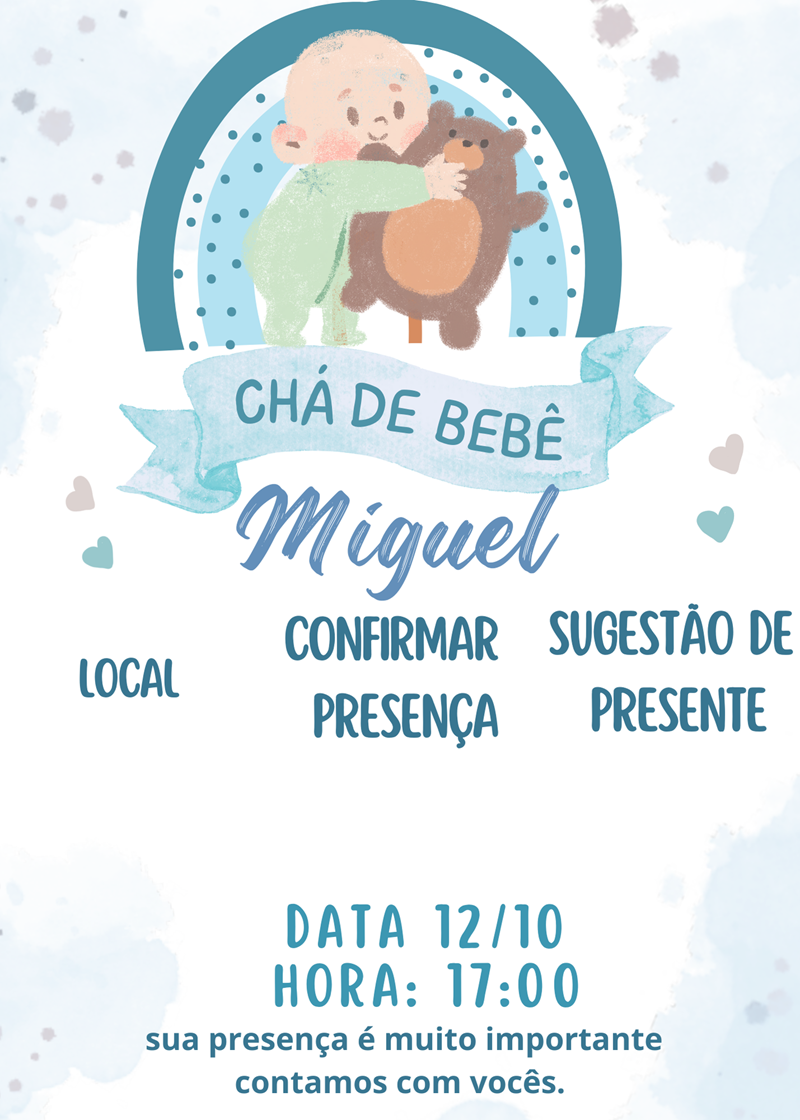 CHÁ DE BEBÊ
Miguel
LOCAL
CONFIRMAR
PRESENÇA
SUGESTÃO DE
PRESENTE
DATA 12/10
HORA: 17:00
sua presença é muito importante
contamos com vocês.